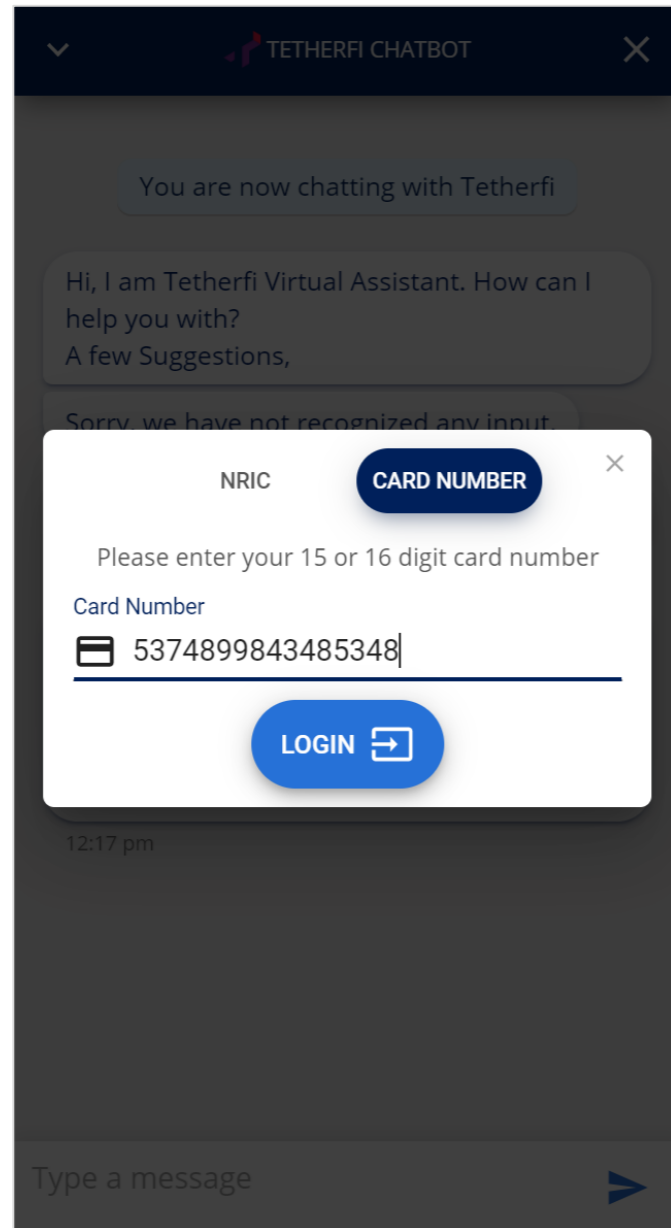 TETHERFI CHATBOT
You are now chatting with Tetherfi
Hi, I am Tetherfi Virtual Assistant. How can I
help you with?
A few Suggestions,
Sorry, we have not recognized any input.
NRIC
CARD NUMBER
Please enter your 15 or 16 digit card number
Card Number
5374899843485348
LOGIN
12:17 pm
Type a message